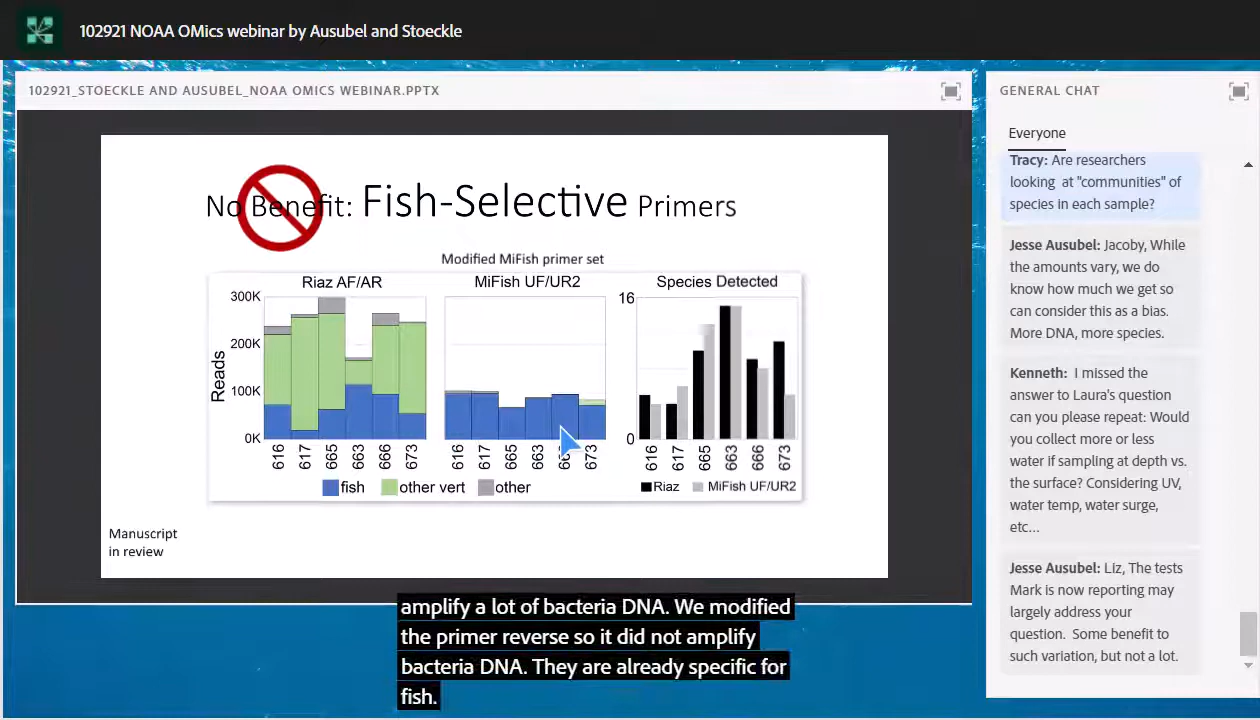 102921 NOAA OMics webinar by Ausubel and Stoeckle
102921_STOECKLE AND AUSUBEL_NOAA OMICS WEBINAR.PPTX
No Benefit: Fish-Selective Primers
Modified MiFish primer set
Riaz AF/AR
MiFish UF/UR2
Species Detected
Reads
300K
200K
100K
0K
616 617 665 663 666 673
616 617 665 663 673
16
0
616 617 665 663 666 673
fish other vert other
Riaz MiFish UF/UR2
Manuscript
in review
amplify a lot of bacteria DNA. We modified
the primer reverse so it did not amplify
bacteria DNA. They are already specific for
fish.
GENERAL CHAT
Everyone
Tracy: Are researchers
looking at "communities" of
species in each sample?
Jesse Ausubel: Jacoby, While
the amounts vary, we do
know how much we get so
can consider this as a bias.
More DNA, more species.
Kenneth: I missed the
answer to Laura's question
can you please repeat: Would
you collect more or less
water if sampling at depth vs.
the surface? Considering UV,
water temp, water surge,
etc...
Jesse Ausubel: Liz, The tests
Mark is now reporting may
largely address your
question. Some benefit to
such variation, but not a lot.